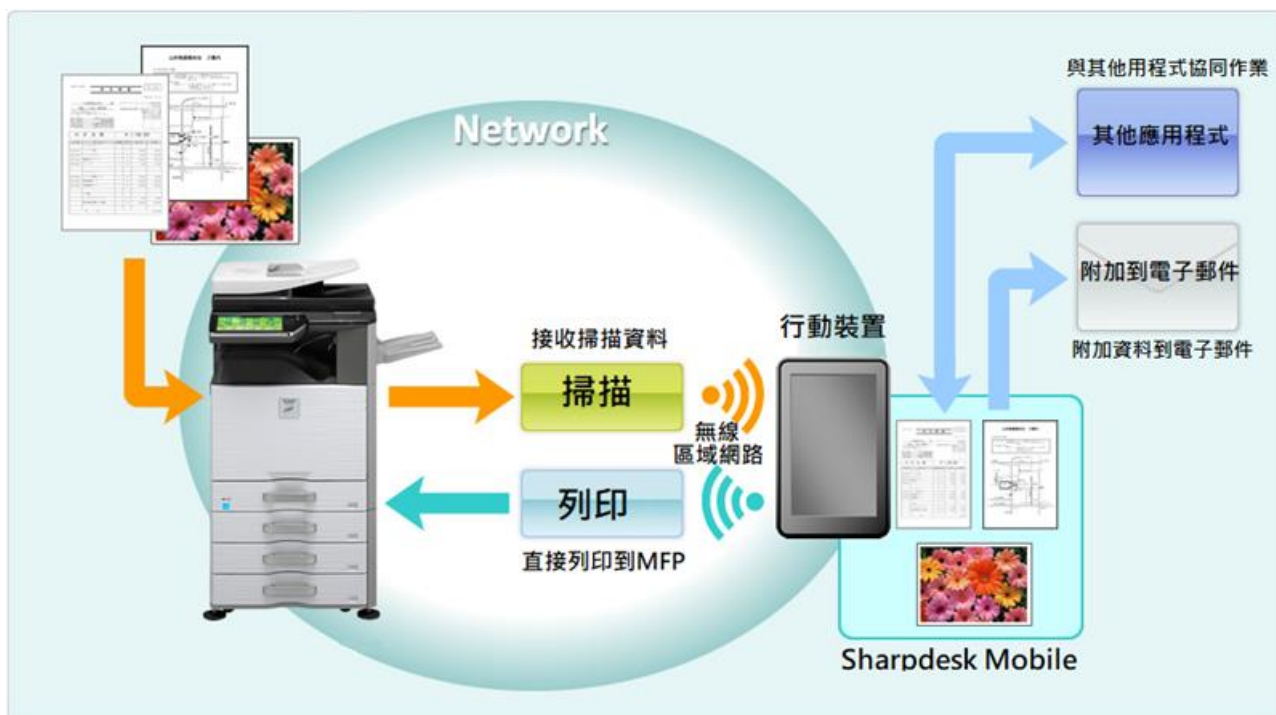 Network
與其他用程式協同作業
其他應用程式
附加到電子郵件
附加資料到電子郵件
接收掃描資料
掃描
無線
區域網路
列印
直接列印到MFP
行動裝置
Sharpdesk Mobile